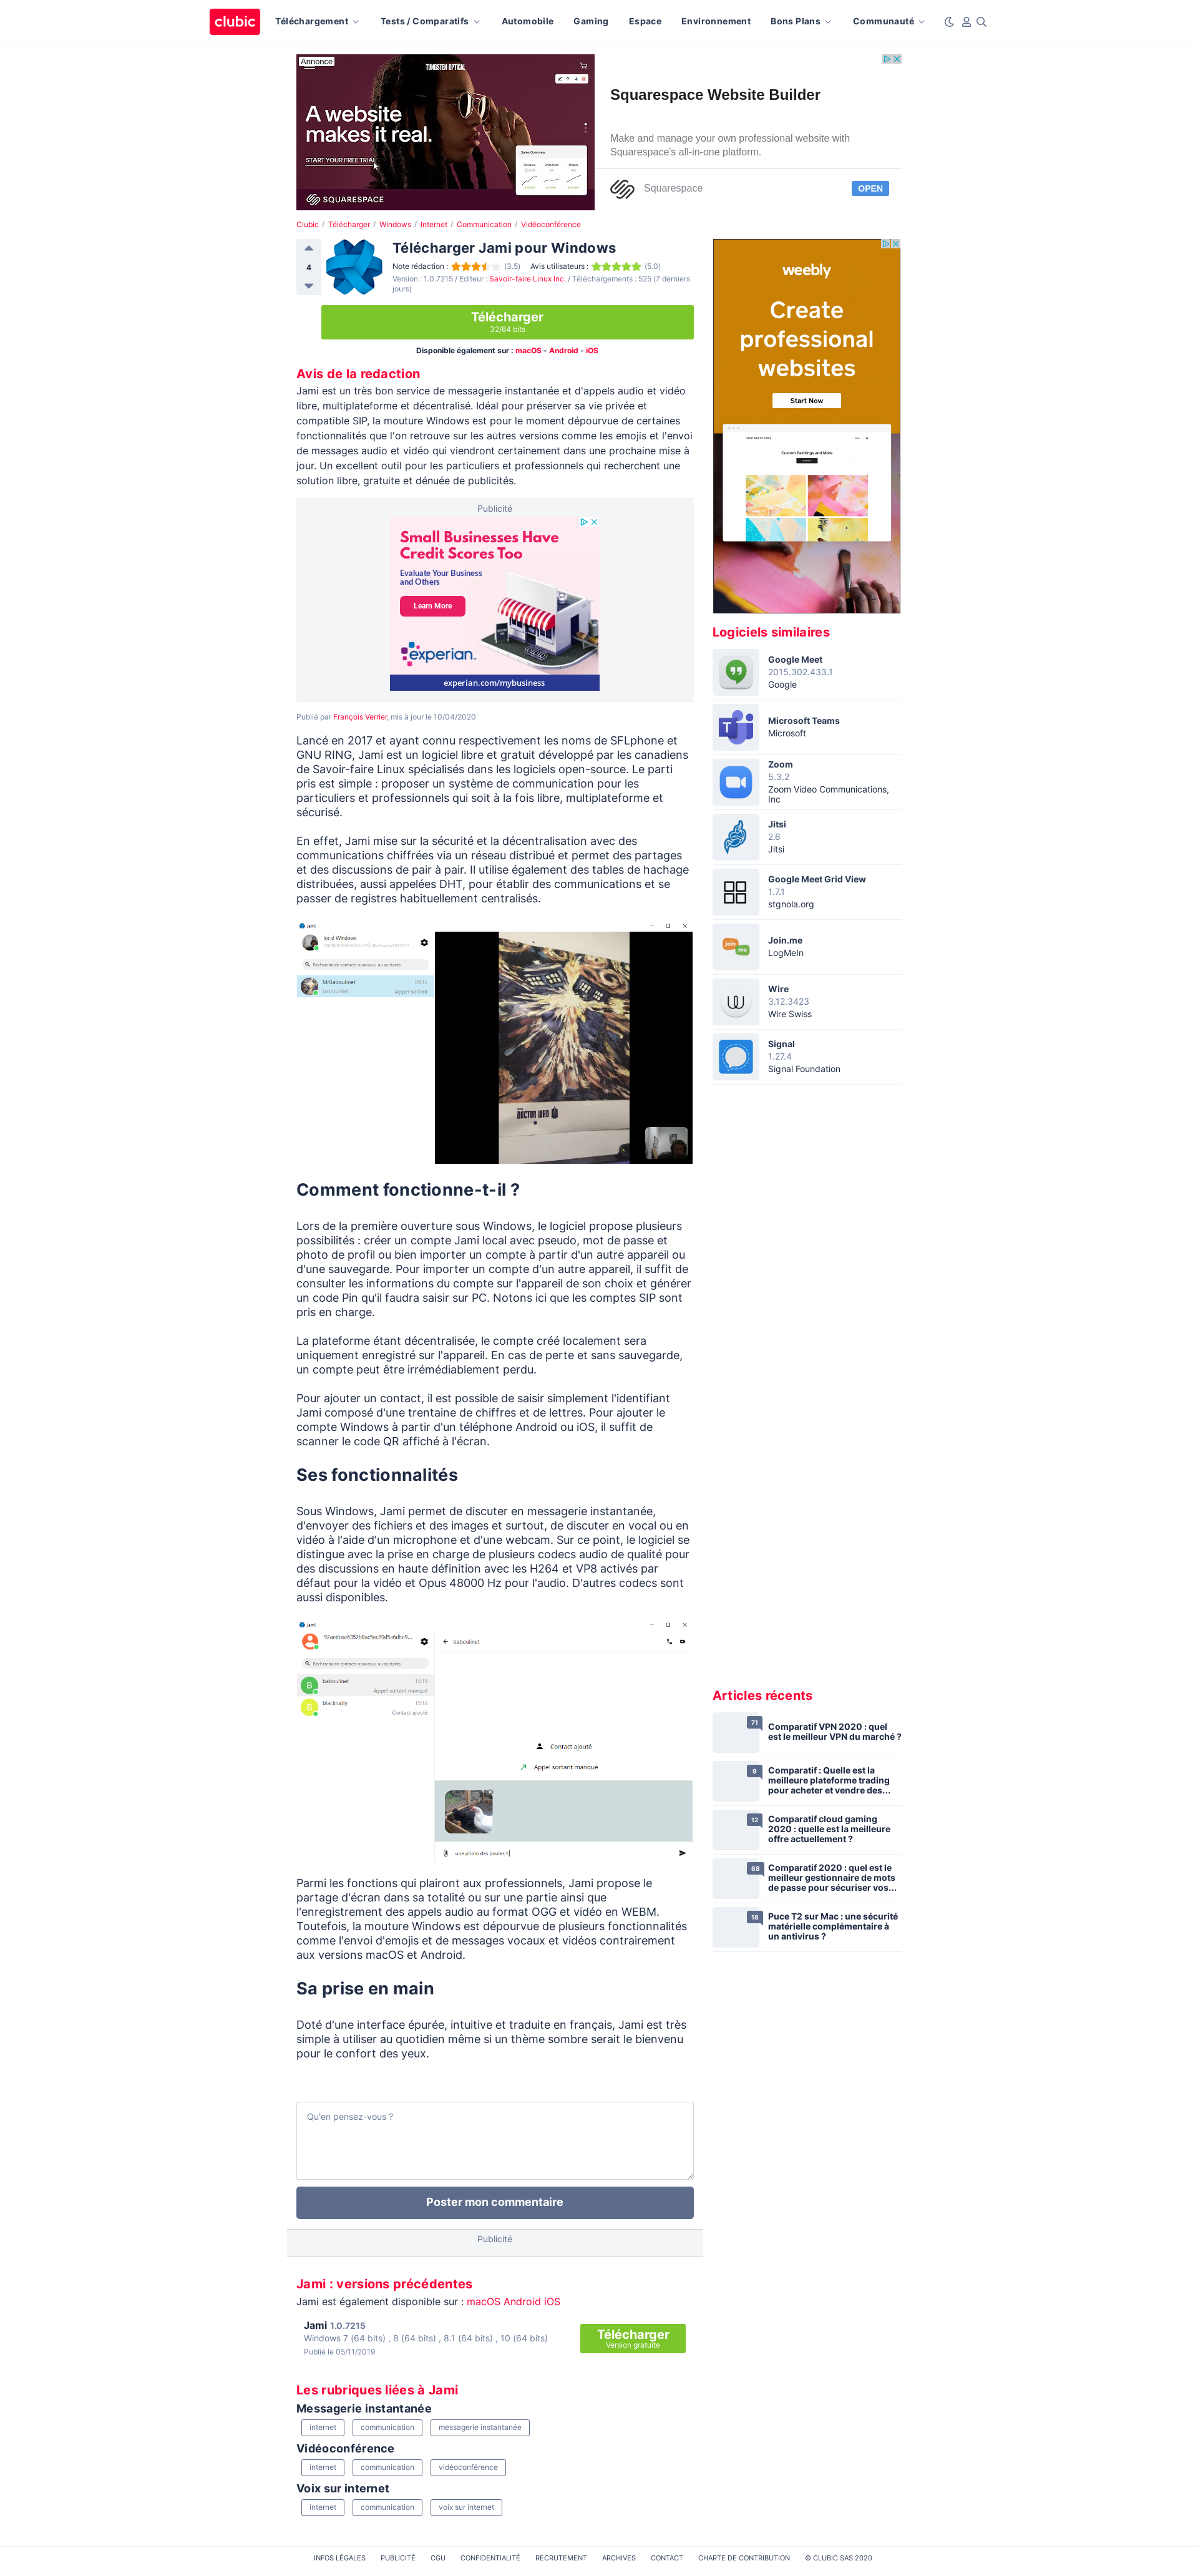 clubic
Téléchargement
Tests / Comparatifs
Automobile
Gaming
Espace
Environnement
Bons Plans
Communauté
Annonce
TUNGSTEN OPTICAL
A website
makes it real.
START YOUR FREE TRIAL
Sales Overview
SQUARESPACE
Squarespace Website Builder
Make and manage your own professional website with
Squarespace's all-in-one platform.
Squarespace
OPEN
Clubic / Télécharger / Windows / Internet / Communication / Vidéoconférence
4
Télécharger Jami pour Windows
Note rédaction : (3.5) Avis utilisateurs : (5.0)
Version : 1.0.7215 / Editeur : Savoir-faire Linux Inc. / Téléchargements : 525 (7 derniers
jours)
Télécharger
32/64 bits
Disponible également sur : macOS - Android - iOS
Avis de la redaction
Jami est un très bon service de messagerie instantanée et d'appels audio et vidéo
libre, multiplateforme et décentralisé. Idéal pour préserver sa vie privée et
compatible SIP, la mouture Windows est pour le moment dépourvue de certaines
fonctionnalités que l'on retrouve sur les autres versions comme les emojis et l'envoi
de messages audio et vidéo qui viendront certainement dans une prochaine mise à
jour. Un excellent outil pour les particuliers et professionnels qui recherchent une
solution libre, gratuite et dénuée de publicités.
Publicité
Small Businesses Have
Credit Scores Too
Evaluate Your Business
and Others
Learn More
experian.
experian.com/mybusiness
Publié par François Verrier, mis à jour le 10/04/2020
Lancé en 2017 et ayant connu respectivement les noms de SFLphone et
GNU RING, Jami est un logiciel libre et gratuit développé par les canadiens
de Savoir-faire Linux spécialisés dans les logiciels open-source. Le parti
pris est simple : proposer un système de communication pour les
particuliers et professionnels qui soit à la fois libre, multiplateforme et
sécurisé.
En effet, Jami mise sur la sécurité et la décentralisation avec des
communications chiffrées via un réseau distribué et permet des partages
et des discussions de pair à pair. Il utilise également des tables de hachage
distribuées, aussi appelées DHT, pour établir des communications et se
passer de registres habituellement centralisés.
Jami
local Windows
Recherche de contacts nouveaux ou existants
Mrtlaboulinet
09:16
baboulinet
Appel sortant
DOCTOR WHO
Comment fonctionne-t-il ?
Lors de la première ouverture sous Windows, le logiciel propose plusieurs
possibilités : créer un compte Jami local avec pseudo, mot de passe et
photo de profil ou bien importer un compte à partir d'un autre appareil ou
d'une sauvegarde. Pour importer un compte d'un autre appareil, il suffit de
consulter les informations du compte sur l'appareil de son choix et générer
un code Pin qu'il faudra saisir sur PC. Notons ici que les comptes SIP sont
pris en charge.
La plateforme étant décentralisée, le compte créé localement sera
uniquement enregistré sur l'appareil. En cas de perte et sans sauvegarde,
un compte peut être irrémédiablement perdu.
Pour ajouter un contact, il est possible de saisir simplement l'identifiant
Jami composé d'une trentaine de chiffres et de lettres. Pour ajouter le
compte Windows à partir d'un téléphone Android ou iOS, il suffit de
scanner le code QR affiché à l'écran.
Ses fonctionnalités
Sous Windows, Jami permet de discuter en messagerie instantanée,
d'envoyer des fichiers et des images et surtout, de discuter en vocal ou en
vidéo à l'aide d'un microphone et d'une webcam. Sur ce point, le logiciel se
distingue avec la prise en charge de plusieurs codecs audio de qualité pour
des discussions en haute définition avec les H264 et VP8 activés par
défaut pour la vidéo et Opus 48000 Hz pour l'audio. D'autres codecs sont
aussi disponibles.
Jami
Recherche de contacts nouveaux ou existants
B baboulinet
15:19
Appel sortant manqué
B blacknelly
15:18
Contact ajouté
baboulinet
Contact ajouté
Appel sortant manqué
une photo des poules !
Parmi les fonctions qui plairont aux professionnels, Jami propose le
partage d'écran dans sa totalité ou sur une partie ainsi que
l'enregistrement des appels audio au format OGG et vidéo en WEBM.
Toutefois, la mouture Windows est dépourvue de plusieurs fonctionnalités
comme l'envoi d'emojis et de messages vocaux et vidéos contrairement
aux versions macOS et Android.
Sa prise en main
Doté d'une interface épurée, intuitive et traduite en français, Jami est très
simple à utiliser au quotidien même si un thème sombre serait le bienvenu
pour le confort des yeux.
Qu'en pensez-vous ?
Poster mon commentaire
Publicité
Jami : versions précédentes
Jami est également disponible sur : macOS Android iOS
Jami 1.0.7215
Windows 7 (64 bits) , 8 (64 bits) , 8.1 (64 bits) , 10 (64 bits)
Publié le 05/11/2019
Télécharger
Version gratuite
Les rubriques liées à Jami
Messagerie instantanée
internet
communication
messagerie instantanée
Vidéoconférence
internet
communication
vidéoconférence
Voix sur internet
internet
communication
voix sur internet
weebly
Create
professional
websites
Start Now
Custom Paintings and More
Logiciels similaires
Google Meet
2015.302.433.1
Google
Microsoft Teams
Microsoft
Zoom
5.3.2
Zoom Video Communications,
Inc
Jitsi
2.6
Jitsi
Google Meet Grid View
1.7.1
stgnola.org
join
me
Join.me
LogMeIn
Wire
3.12.3423
Wire Swiss
Signal
1.27.4
Signal Foundation
Articles récents
71
Comparatif VPN 2020 : quel
est le meilleur VPN du marché ?
9
Comparatif : Quelle est la
meilleure plateforme trading
pour acheter et vendre des...
12
Comparatif cloud gaming
2020 : quelle est la meilleure
offre actuellement ?
68
Comparatif 2020 : quel est le
meilleur gestionnaire de mots
de passe pour sécuriser vos...
18
Puce T2 sur Mac : une sécurité
matérielle complémentaire à
un antivirus ?
INFOS LÉGALES
PUBLICITÉ
CGU
CONFIDENTIALITÉ
RECRUTEMENT
ARCHIVES
CONTACT
CHARTE DE CONTRIBUTION
© CLUBIC SAS 2020